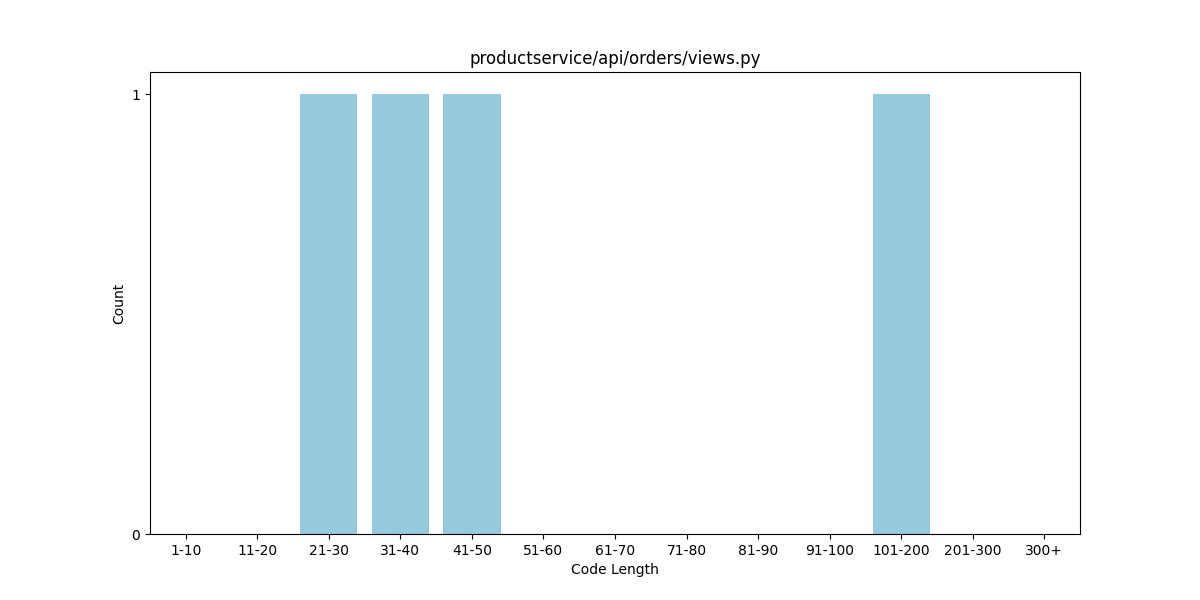 productservice/api/orders/views.py
1
Count
0
1-10 11-20 21-30 31-40 41-50 51-60 61-70 71-80 81-90 91-100 101-200 201-300 300+
Code Length